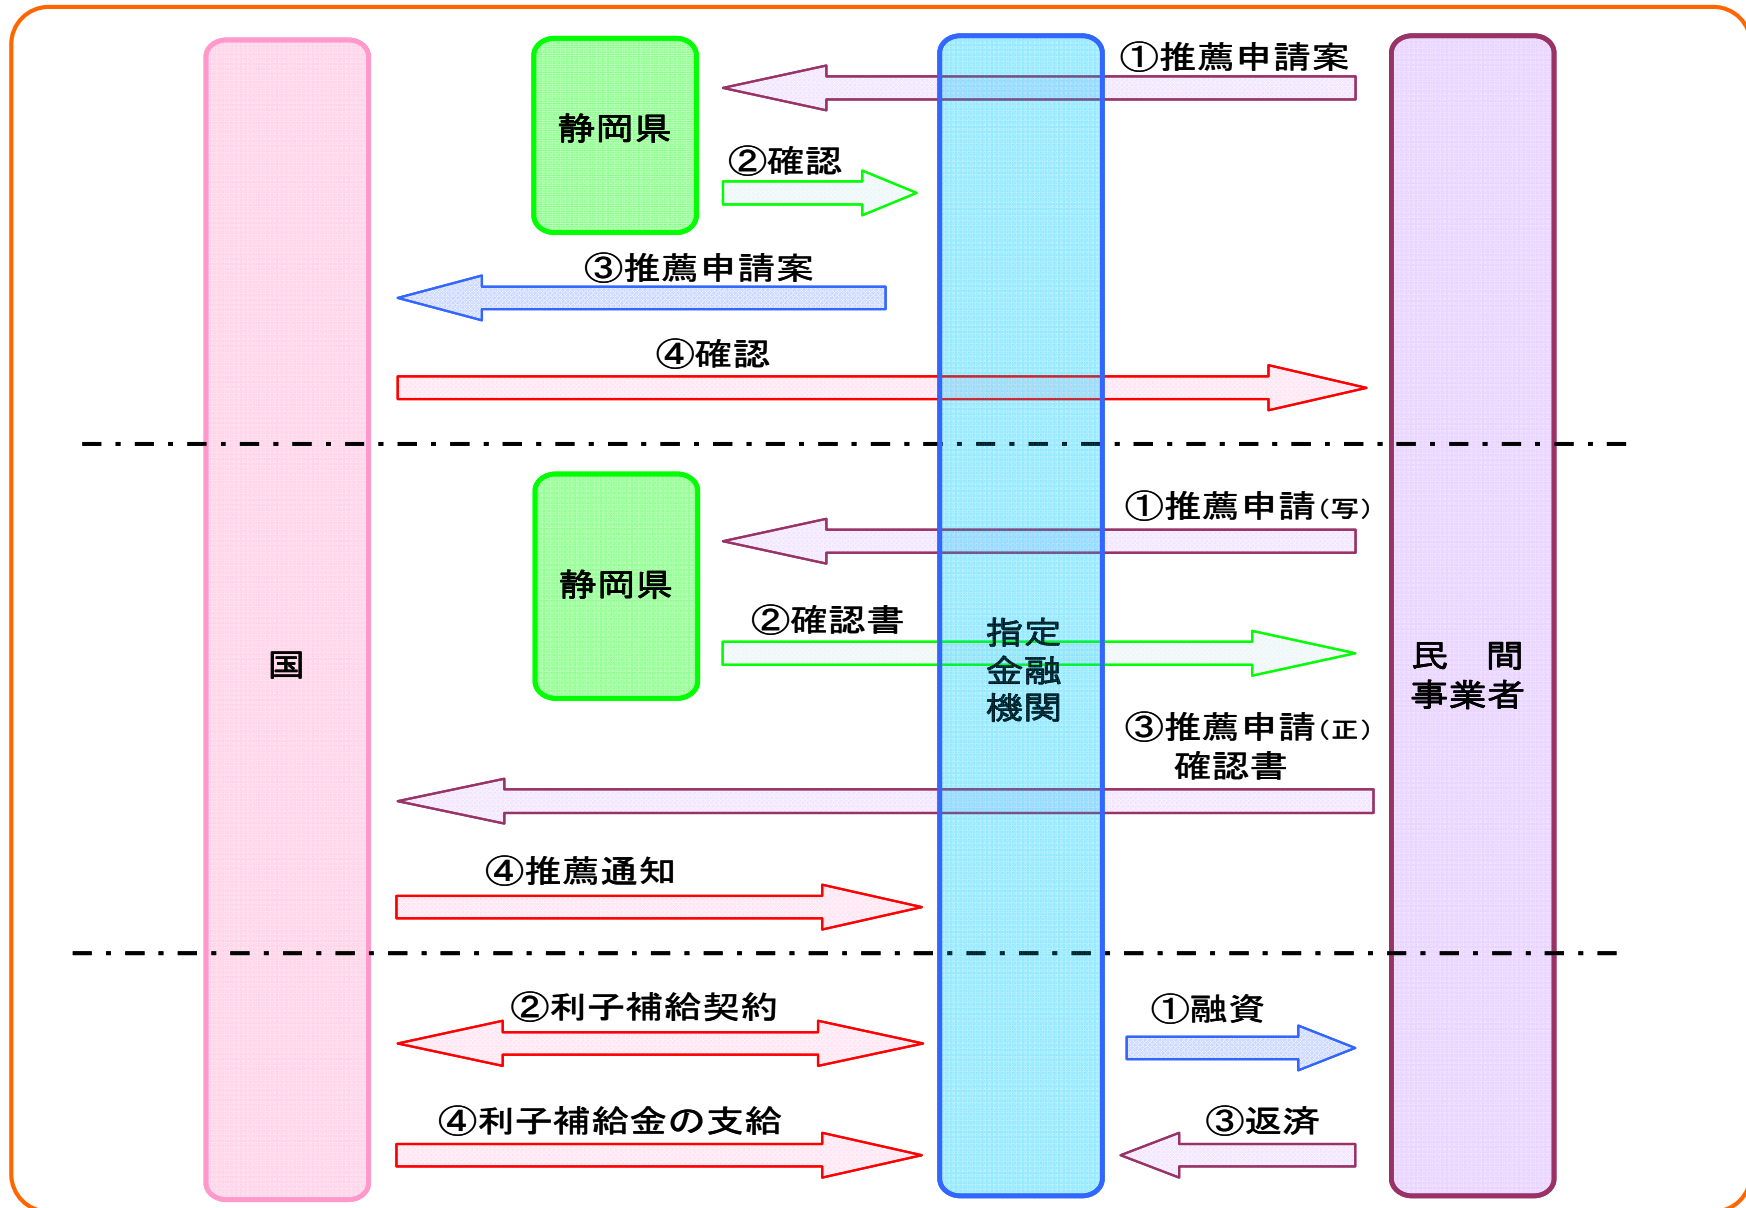 ①推薦申請案
静岡県
②確認
③推薦申請案
④確認
①推薦申請(写)
静岡県
②確認書
国
指定
金融
機関
民　間
事業者
③推薦申請(正)
確認書
④推薦通知
②利子補給契約
①融資
④利子補給金の支給
③返済